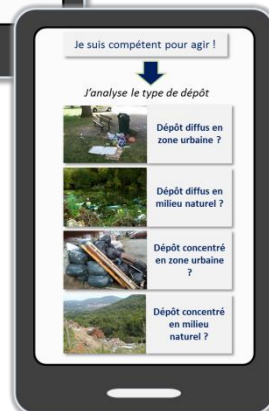 Je suis compétent pour agir !
J'analyse le type de dépôt
Dépôt diffus en
zone urbaine ?
Dépôt diffus en
milieu naturel ?
Dépôt concentré
en zone urbaine
?
Dépôt concentré
en milieu
naturel ?